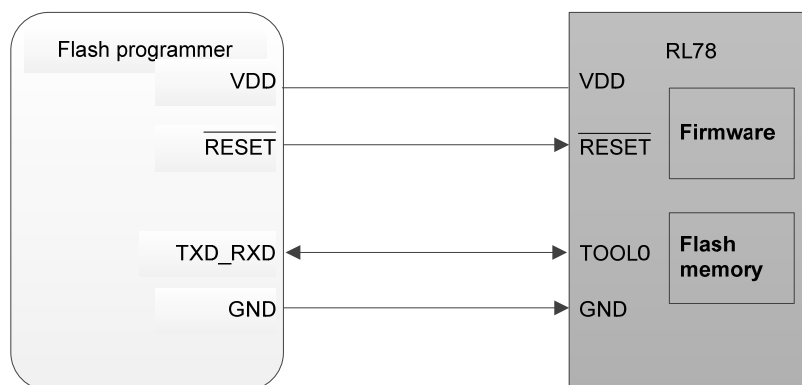 Flash programmer
VDD
RESET
TXD_RXD
GND
RL78
VDD
RESET
TOOL0
GND
Firmware
Flash
memory